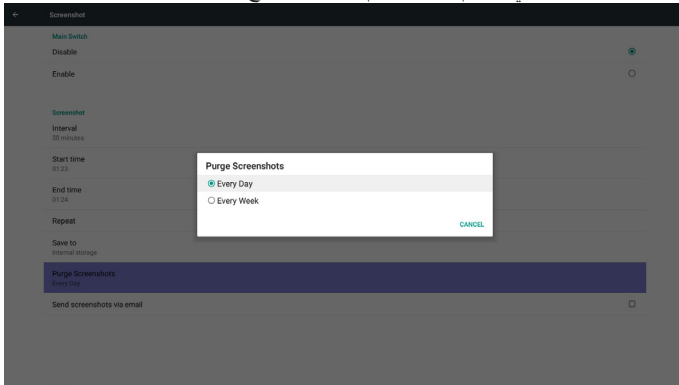 Screenshot
Main Switch
Disable
Enable
Screenshot
Interval
30 minutes
Start time
01:23
End time
01:24
Repeat
Save to
Internal storage
Purge Screenshots
Every Day
Send screenshots via email
Purge Screenshots
Every Day
Every Week
CANCEL